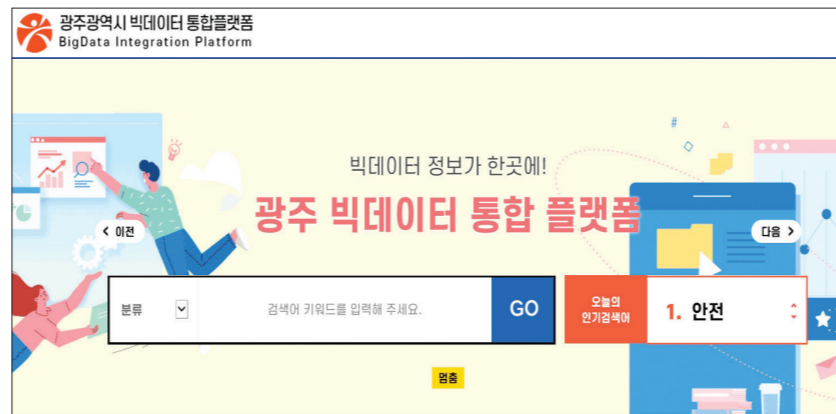 광주광역시 빅데이터 통합플랫폼
BigData Integration Platform
빅데이터 정보가 한곳에!
광주 빅데이터 통합 플랫폼
이전
다음
분류
검색어 키워드를 입력해 주세요.
GO
오늘의
인기검색어
1. 안전
멈춤